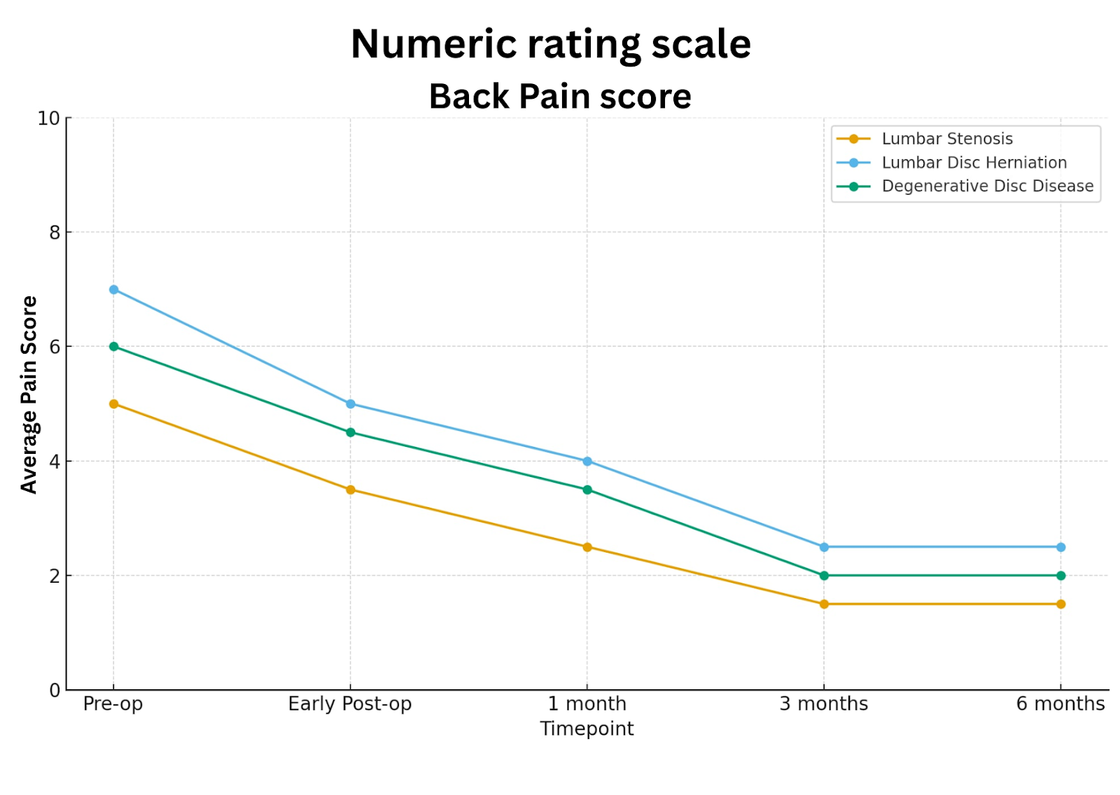 Numeric rating scale
Back Pain score
Lumbar Stenosis
Lumbar Disc Herniation
Degenerative Disc Disease
Average Pain Score
10
8
6
4
2
0
Pre-op Early Post-op 1 month 3 months 6 months
Timepoint